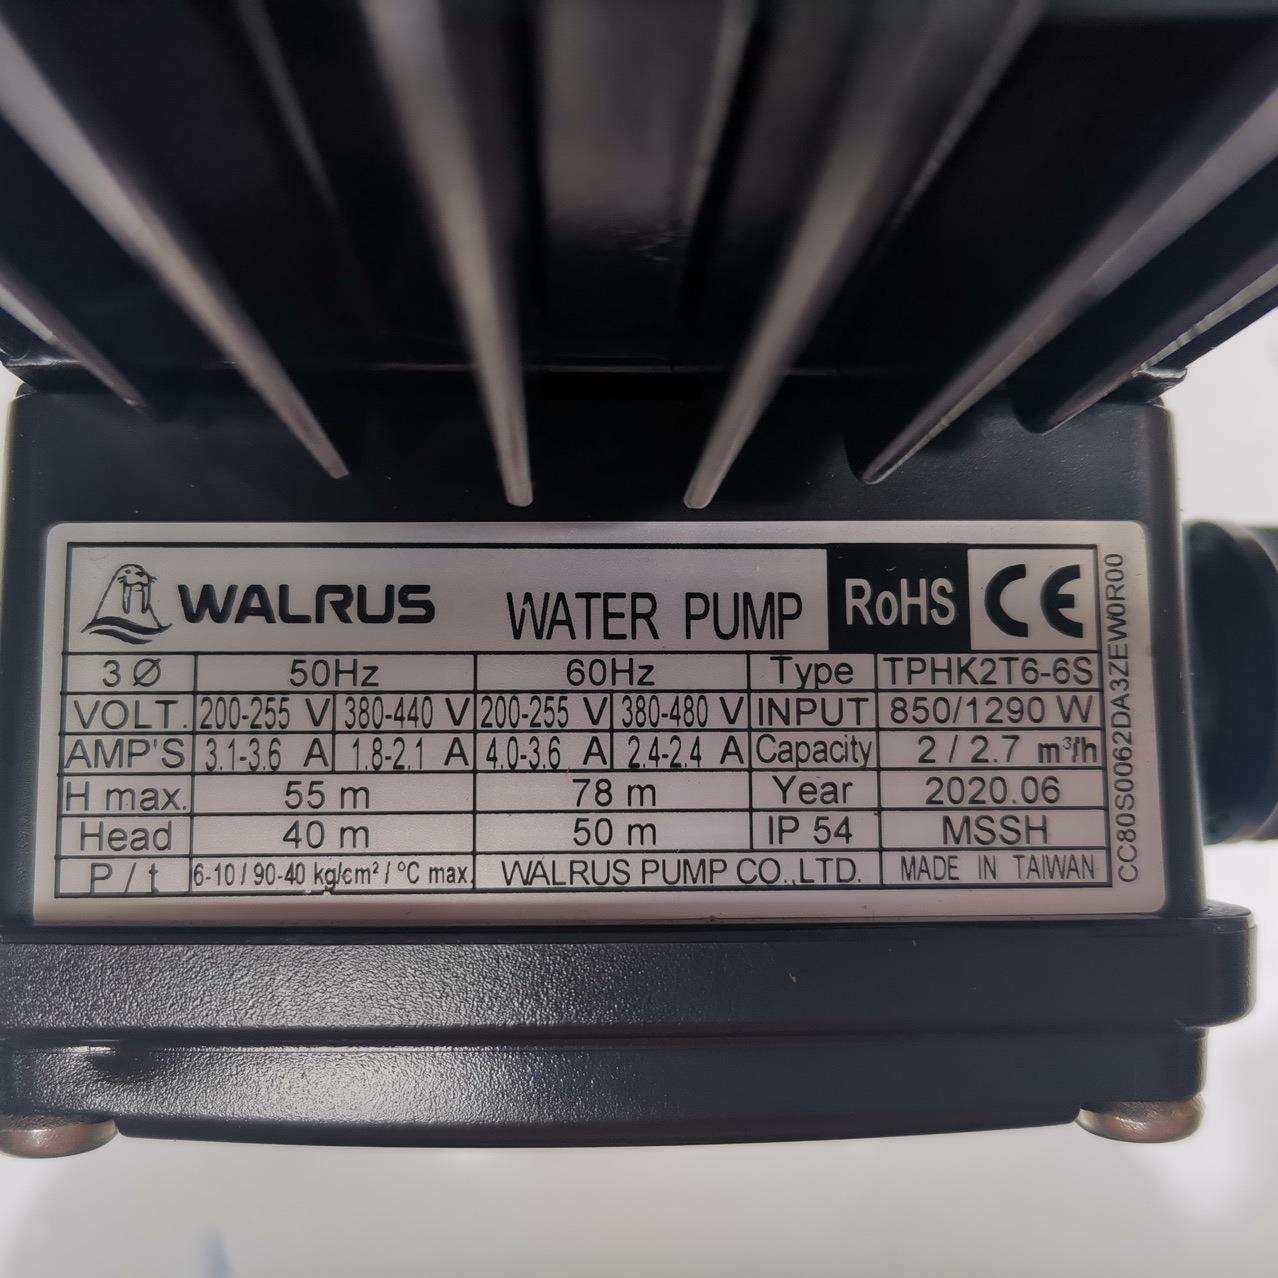 WALRUS WATER PUMP RoHS CE
3 Ø 50Hz 60Hz Type TPHK2T6-6S
VOLT. 200-255 V 380-440 V 200-255 V 380-480 V INPUT 850/1290 W
AMP'S 3.1-3.6 A 1.8-2.1 A 4.0-3.6 A 2.4-2.4 A Capacity 2 / 2.7 m³/h
H max. 55 m 78 m Year 2020.06
Head 40 m 50 m IP 54 MSSH
P / t 6-10 / 90-40 kg/cm² / °C max. WALRUS PUMP CO.,LTD. MADE IN TAIWAN
CC80S0062DA3ZEW0R00